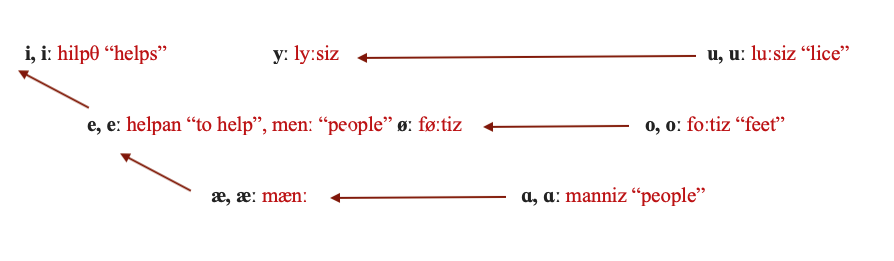 i, i: hilpθ “helps” y: ly:siz u, u: lu:siz “lice”
e, e: helpan “to help”, men: “people” ø: fø:tiz o, o: fo:tiz “feet”
æ, æ: mæn: ɑ, ɑ: manniz “people”